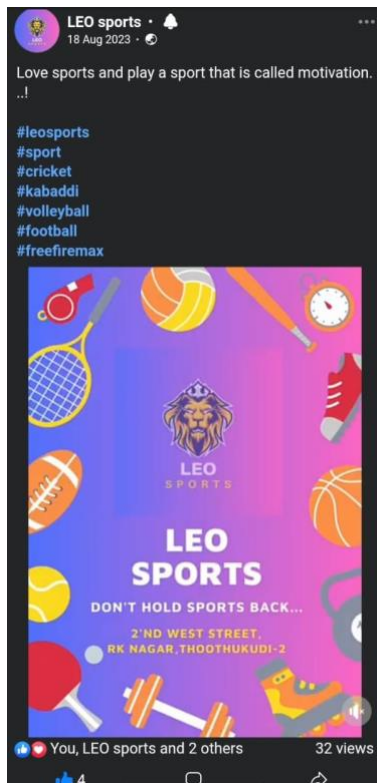 LEO sports ·
18 Aug 2023 ·
Love sports and play a sport that is called motivation.
..!
#leosports
#sport
#cricket
#kabaddi
#volleyball
#football
#freefiremax
LEO
SPORTS
LEO
SPORTS
DON'T HOLD SPORTS BACK...
2'ND WEST STREET,
RK NAGAR,THOOTHUKUDI-2
You, LEO sports and 2 others 32 views
4